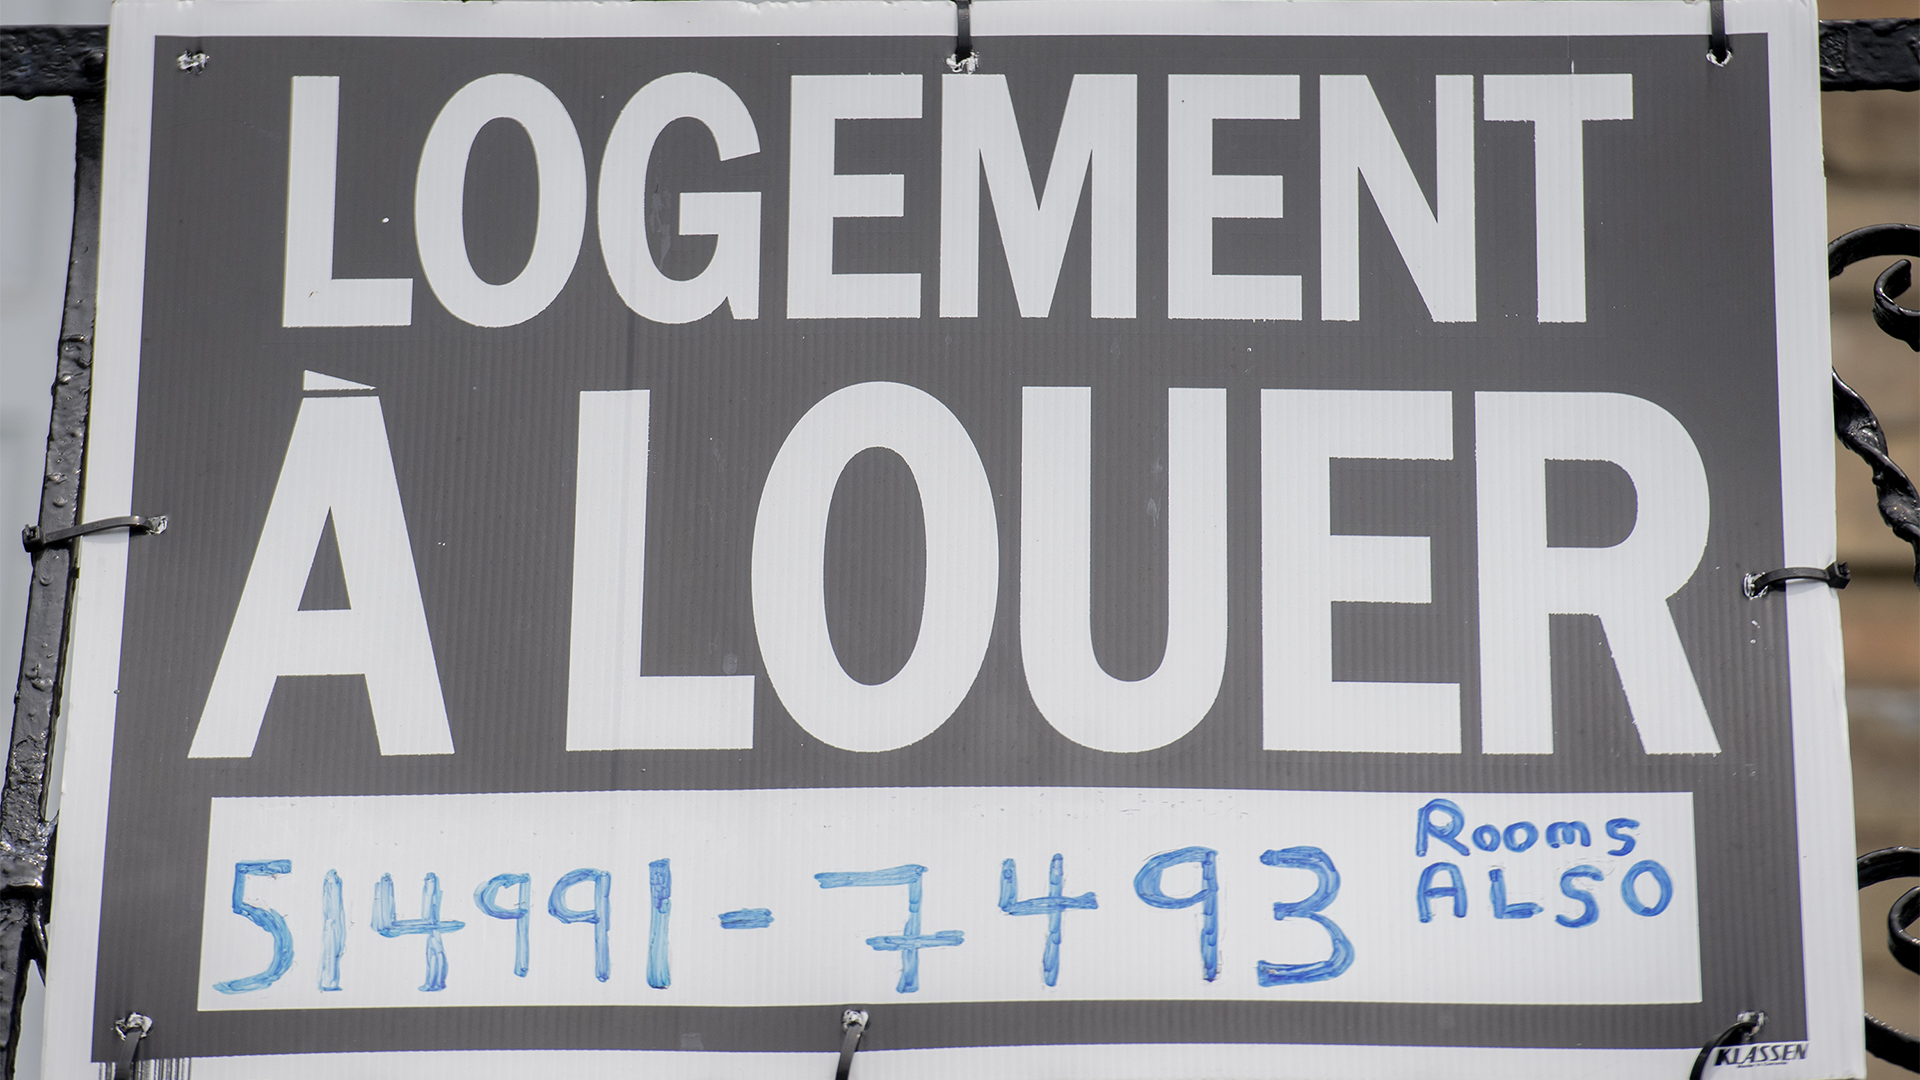 LOGEMENT
À LOUER
514991-7493
ROOMS
ALSO
KLASSEN